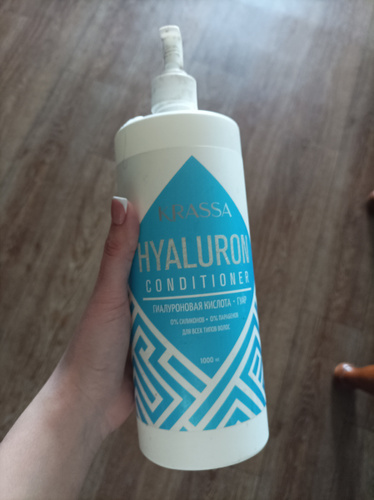 KRASSA
HYALURON
CONDITIONER
ГИАЛУРОНОВАЯ КИСЛОТА • ГУАР
0% СИЛИКОНОВ • 0% ПАРАБЕНОВ
ДЛЯ ВСЕХ ТИПОВ ВОЛОС
1000 мл